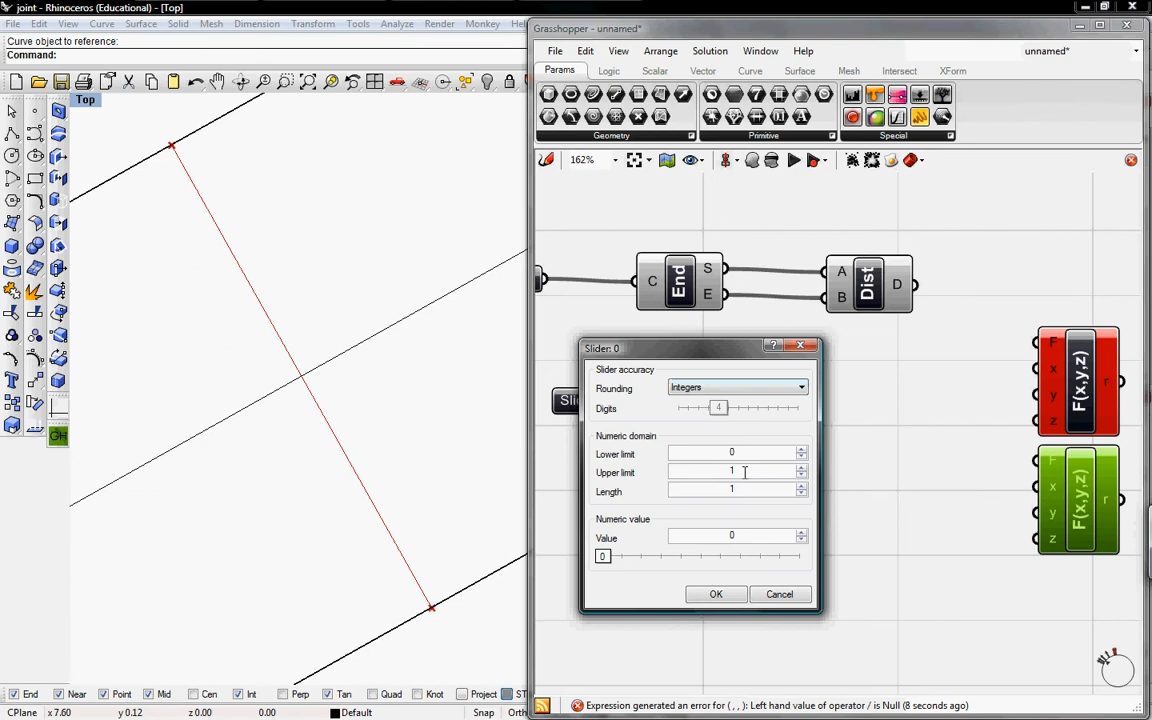 joint - Rhinoceros (Educational) - [Top]
File Edit View Curve Surface Solid Mesh Dimension Transform Tools Analyze Render Monkey
Curve object to reference:
Command:
Top
Grasshopper - unnamed*
File Edit View Arrange Solution Window Help unnamed*
Params Logic Scalar Vector Curve Surface Mesh Intersect XForm
Geometry Primitive Special
162%
C End S E
A B Dist D
Slider: 0
Slider accuracy
Rounding Integers
Digits 4
Numeric domain
Lower limit 0
Upper limit 1
Length 1
Numeric value
Value 0
0
OK Cancel
F x y z F(x,y,z) r
F x y z F(x,y,z) r
GH
End Near Point Mid Cen Int Perp Tan Quad Knot Project
CPlane x 7.60 y 0.12 z 0.00 0.00 Default Snap
Expression generated an error for (, , ): Left hand value of operator / is Null (8 seconds ago)